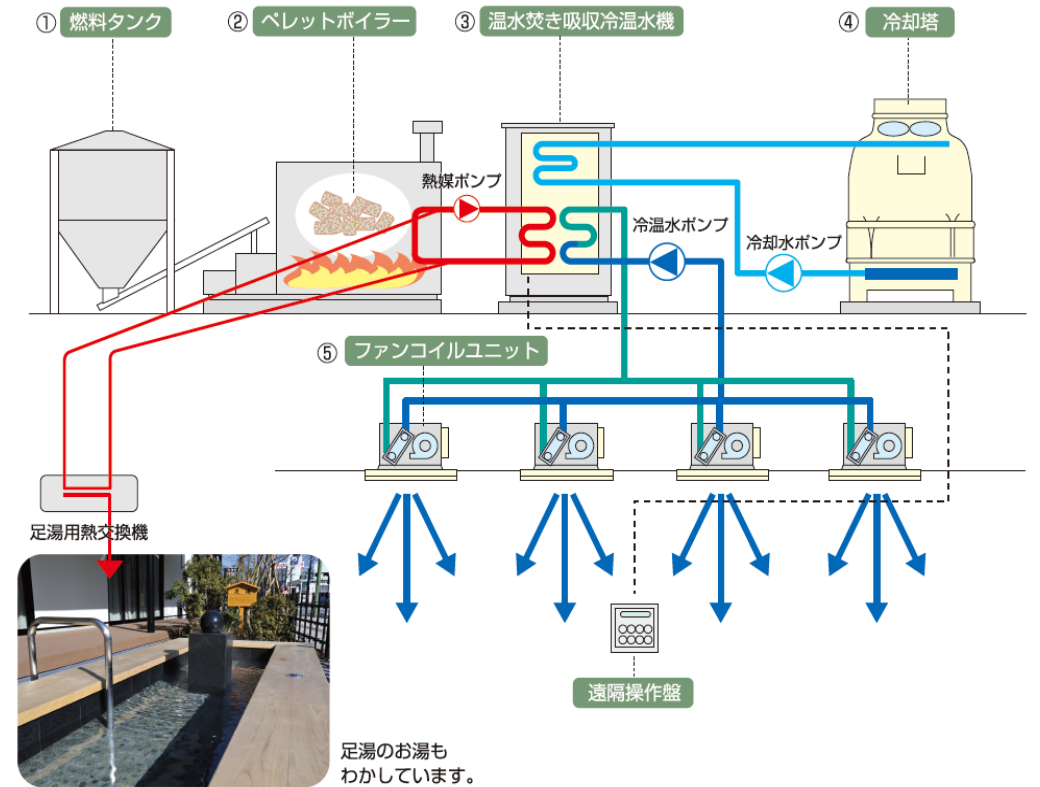 ① 燃料タンク
② ペレットボイラー
③ 温水焚き吸収冷温水機
④ 冷却塔
熱媒ポンプ
冷温水ポンプ
冷却水ポンプ
⑤ ファンコイルユニット
足湯用熱交換機
遠隔操作盤
足湯のお湯も
わかしています。